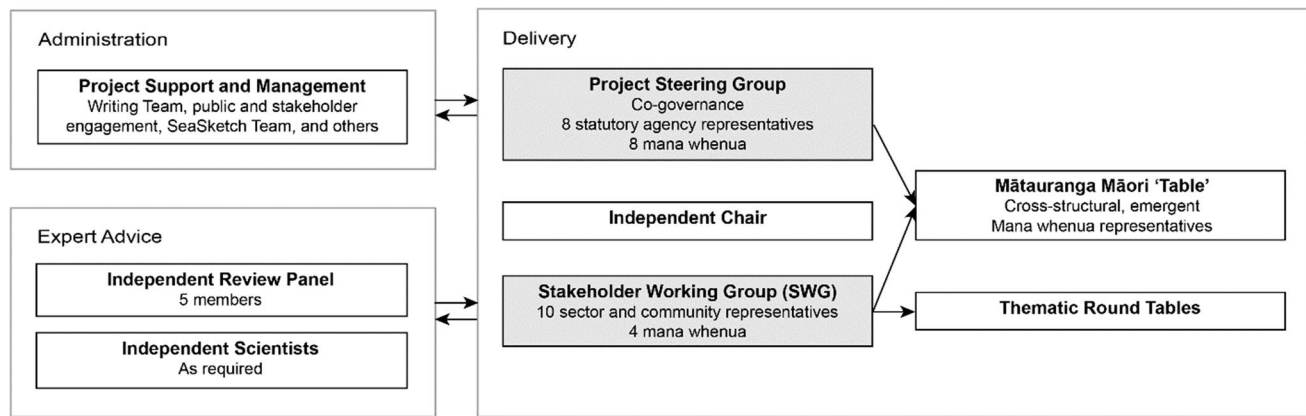 Administration
Project Support and Management
Writing Team, public and stakeholder
engagement, SeaSketch Team, and others
Expert Advice
Independent Review Panel
5 members
Independent Scientists
As required
Delivery
Project Steering Group
Co-governance
8 statutory agency representatives
8 mana whenua
Independent Chair
Stakeholder Working Group (SWG)
10 sector and community representatives
4 mana whenua
Mātauranga Māori ‘Table’
Cross-structural, emergent
Mana whenua representatives
Thematic Round Tables